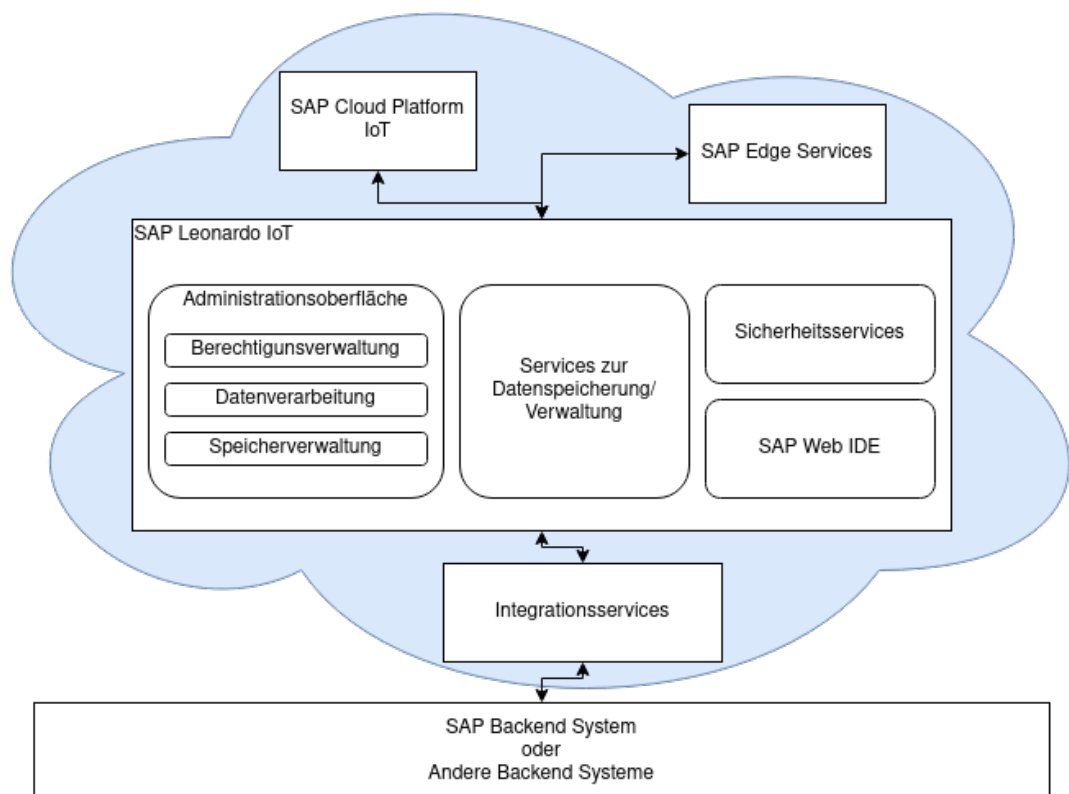 SAP Cloud Platform
IoT
SAP Edge Services
SAP Leonardo IoT
Administrationsoberfläche
Berechtigunsverwaltung
Datenverarbeitung
Speicherverwaltung
Services zur
Datenspeicherung/
Verwaltung
Sicherheitsservices
SAP Web IDE
Integrationsservices
SAP Backend System
oder
Andere Backend Systeme